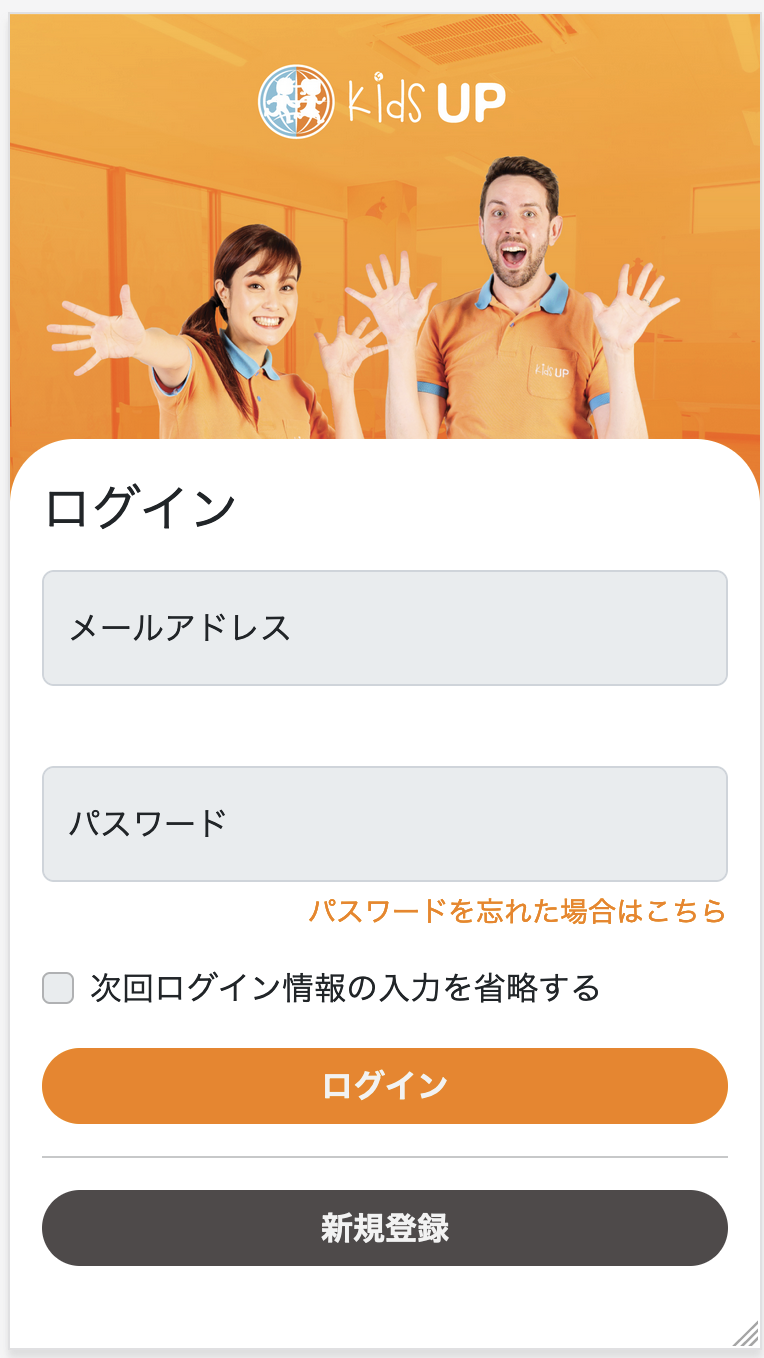 kids UP
kids UP
ログイン
メールアドレス
パスワード
パスワードを忘れた場合はこちら
次回ログイン情報の入力を省略する
ログイン
新規登録